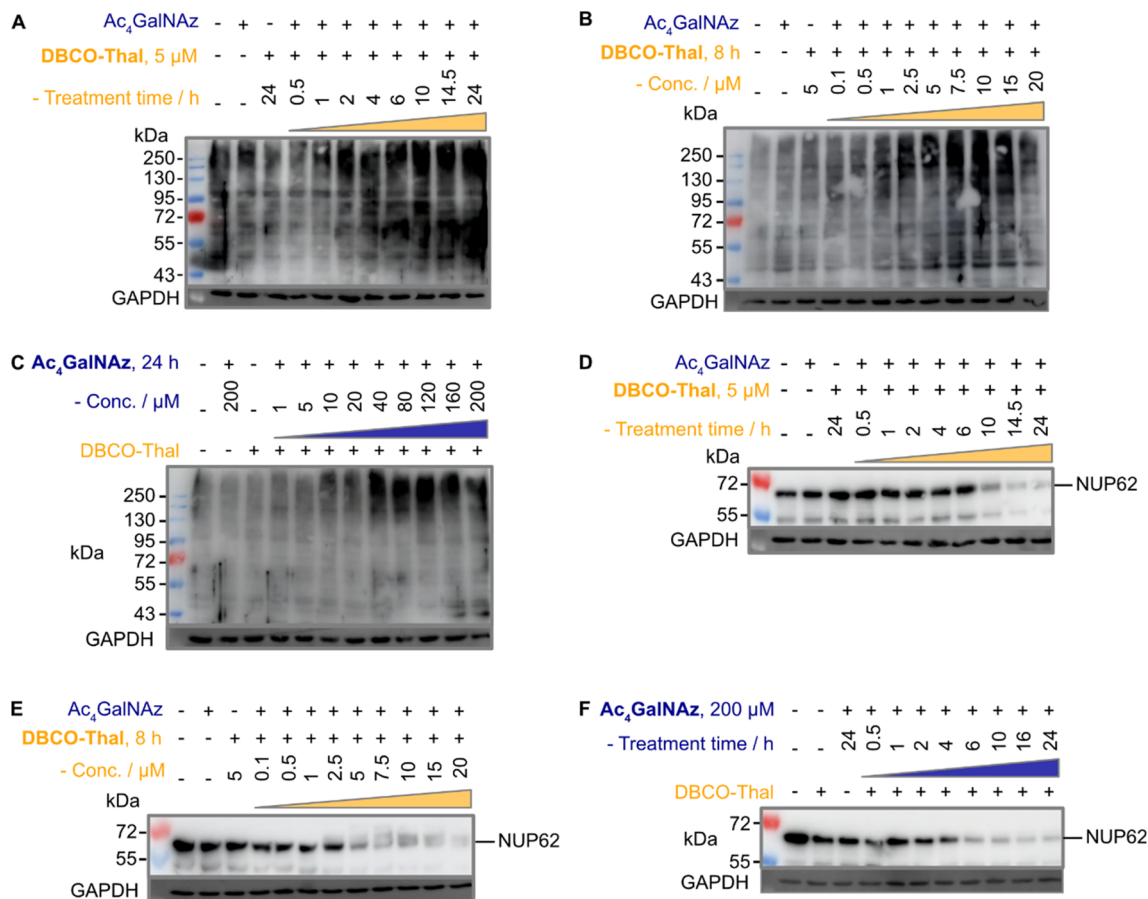 A
Ac4GalNAz - + - + + + + + + + +
DBCO-Thal, 5 µM - - + + + + + + + + +
- Treatment time / h - - 24 0.5 1 2 4 6 10 14.5 24
kDa
250-
130-
95-
72-
55-
43-
GAPDH
B
Ac4GalNAz - + - + + + + + + + + +
DBCO-Thal, 8 h - - + + + + + + + + + +
- Conc. / µM - - 5 0.1 0.5 1 2.5 5 7.5 10 15 20
kDa
250
130
95
72
55
43
GAPDH
C
Ac4GalNAz, 24 h - + - + + + + + + + + +
- Conc. / µM - 200 - 1 5 10 20 40 80 120 160 200
DBCO-Thal - - + + + + + + + + + +
kDa
250
130
95
72
55
43
GAPDH
D
Ac4GalNAz - + - + + + + + + + +
DBCO-Thal, 5 µM - - + + + + + + + + +
- Treatment time / h - - 24 0.5 1 2 4 6 10 14.5 24
kDa
72
NUP62
55
GAPDH
E
Ac4GalNAz - + - + + + + + + + + +
DBCO-Thal, 8 h - - + + + + + + + + + +
- Conc. / µM - - 5 0.1 0.5 1 2.5 5 7.5 10 15 20
kDa
72
NUP62
55
GAPDH
F
Ac4GalNAz, 200 µM - - + + + + + + + + +
- Treatment time / h - - 24 0.5 1 2 4 6 10 16 24
DBCO-Thal - + - + + + + + + + +
72
kDa
NUP62
55
GAPDH